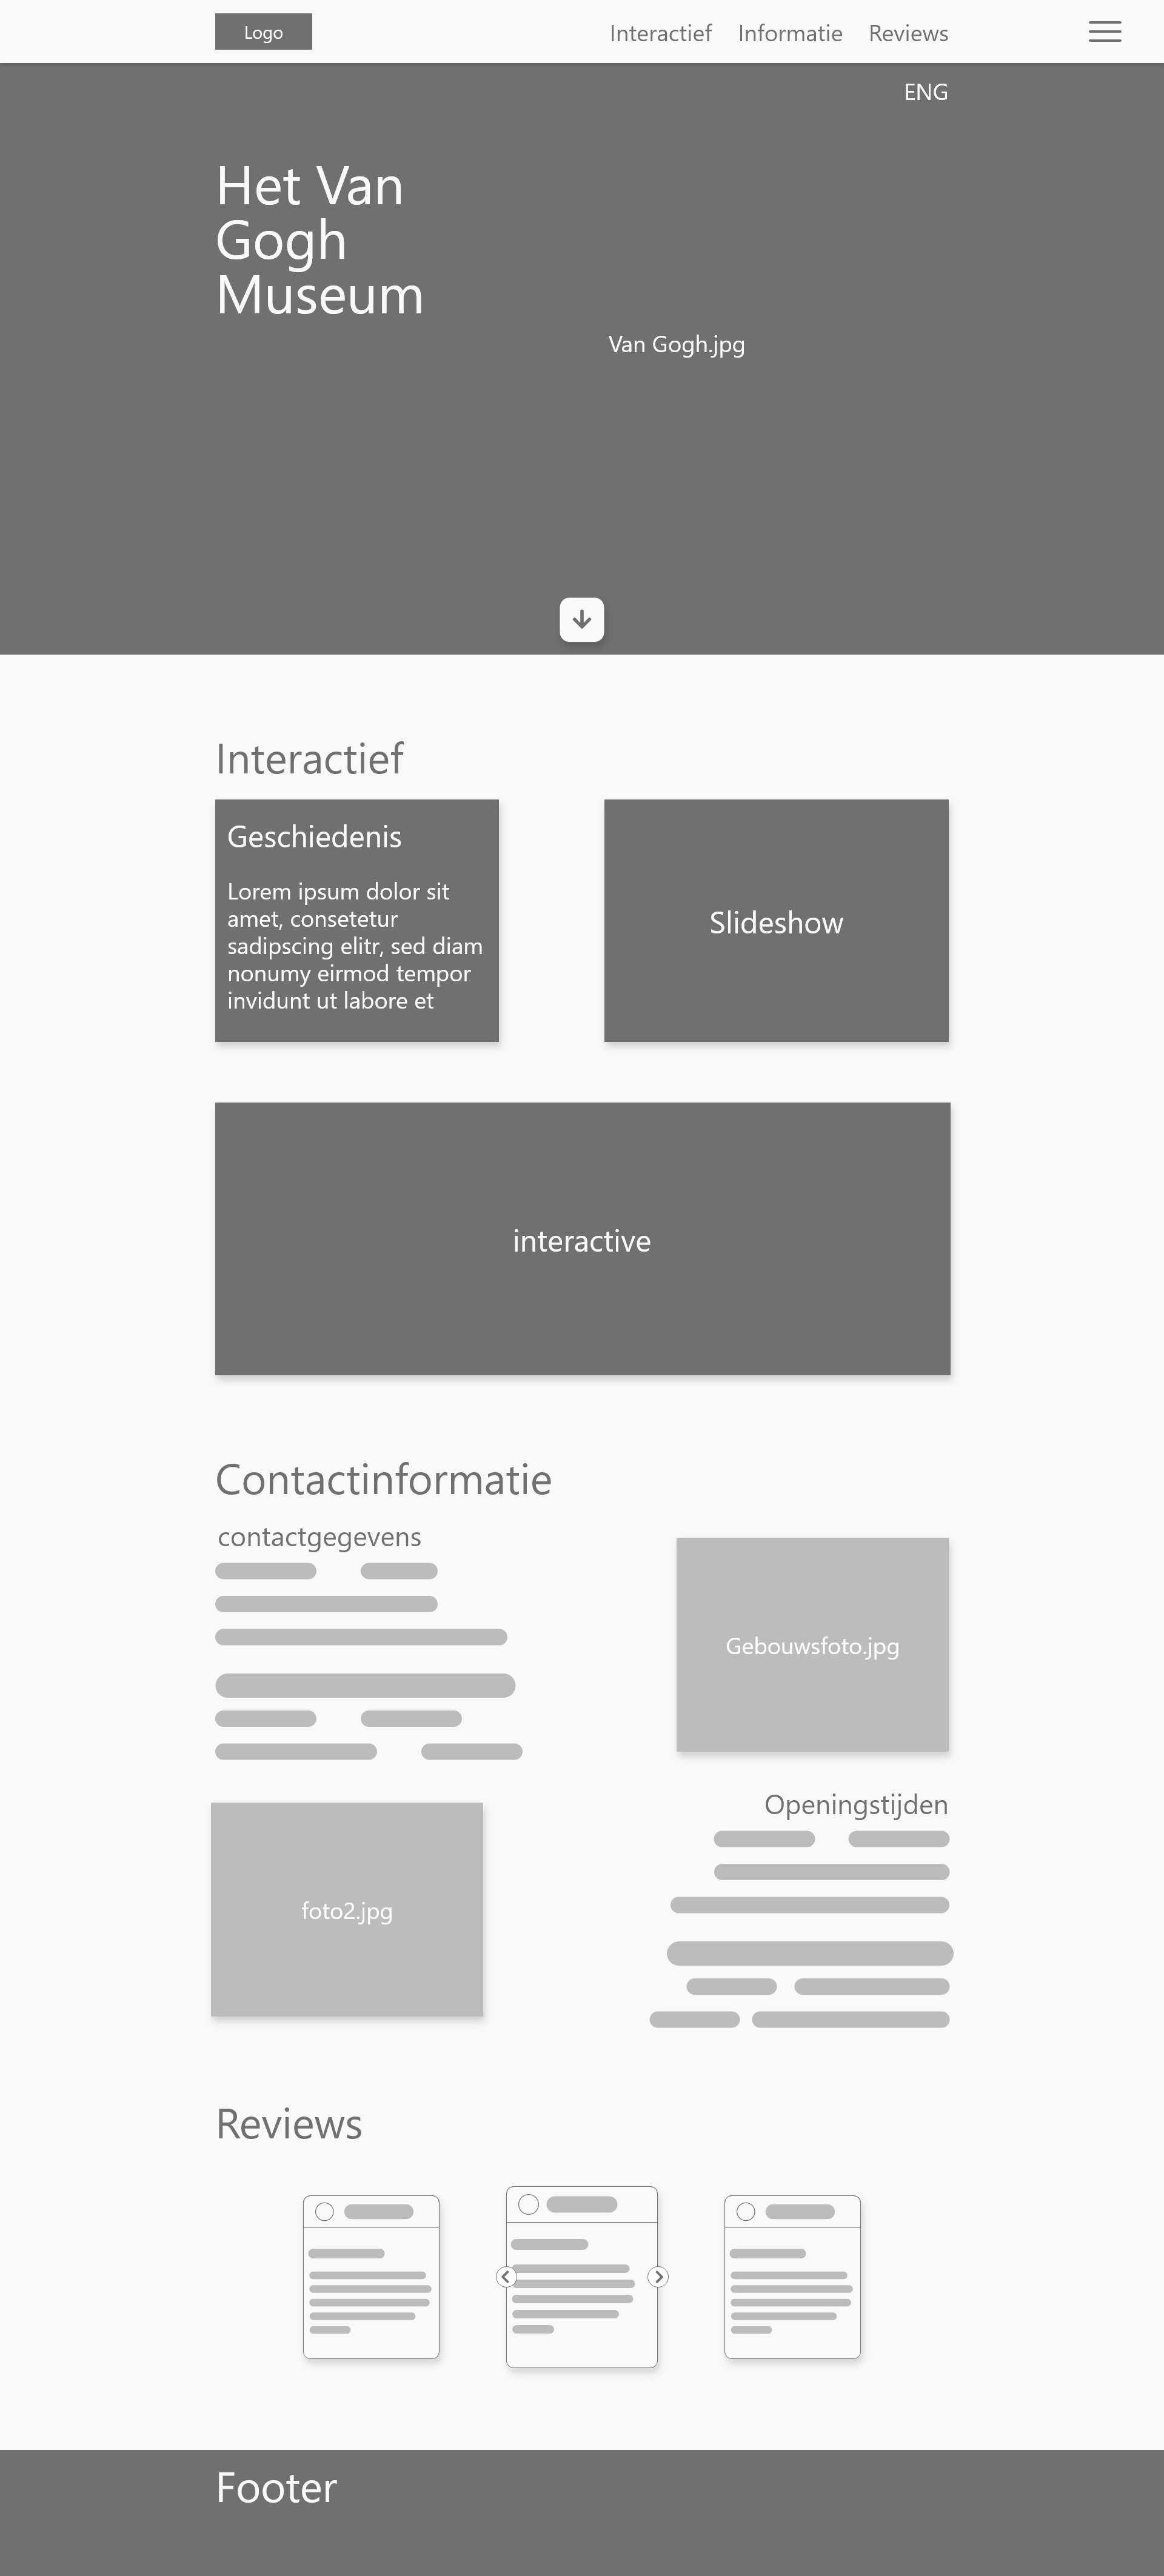 Logo
Interactief
Informatie
Reviews
ENG
Het Van
Gogh
Museum
Van Gogh.jpg
Interactief
Geschiedenis
Lorem ipsum dolor sit
amet, consetetur
sadipscing elitr, sed diam
nonumy eirmod tempor
invidunt ut labore et
Slideshow
interactive
Contactinformatie
contactgegevens
Gebouwsfoto.jpg
Openingstijden
foto2.jpg
Reviews
Footer